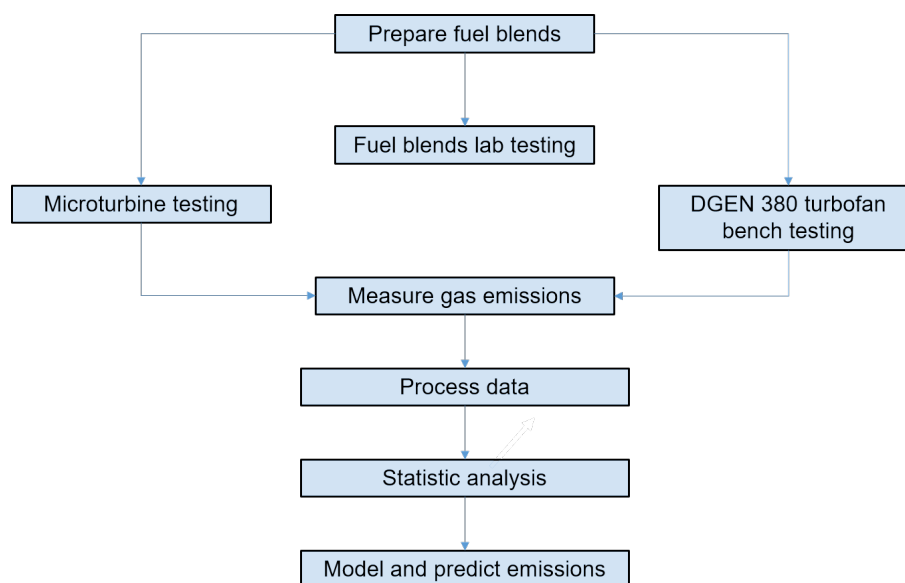 Prepare fuel blends
Fuel blends lab testing
Microturbine testing
DGEN 380 turbofan
bench testing
Measure gas emissions
Process data
Statistic analysis
Model and predict emissions